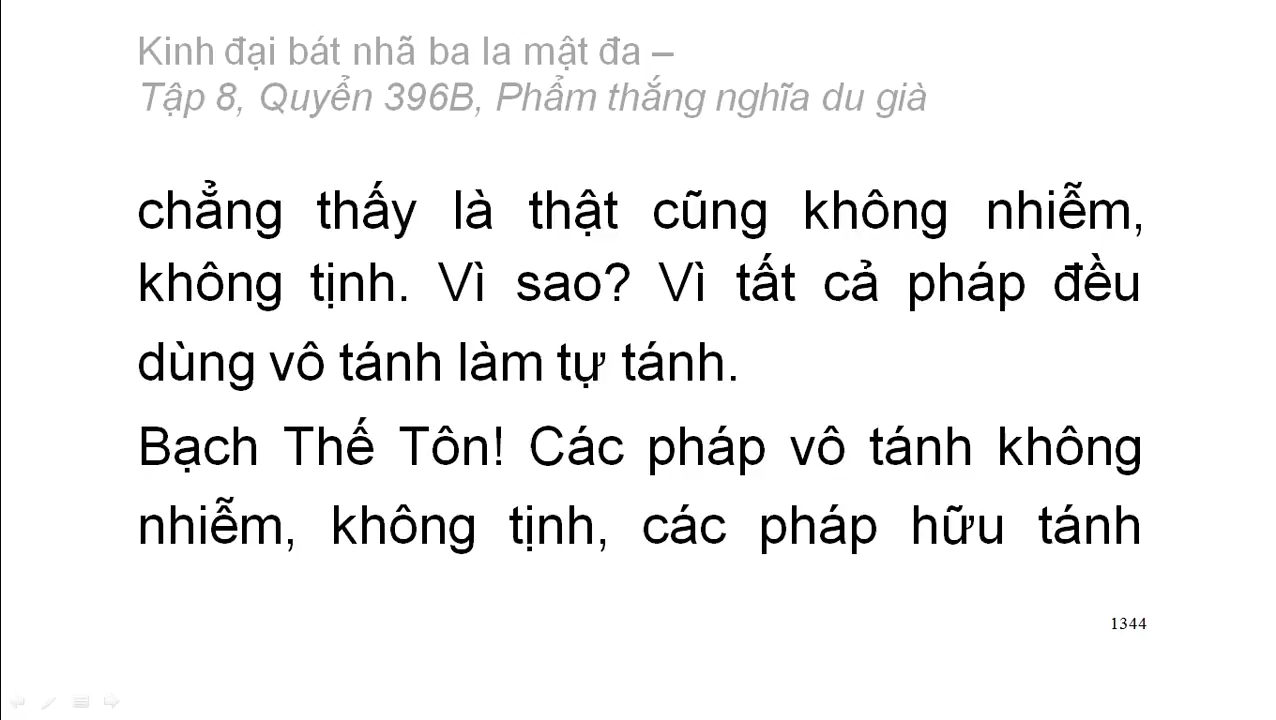 Kinh đại bát nhã ba la mật đa –
Tập 8, Quyển 396B, Phẩm thắng nghĩa du già
chẳng thấy là thật cũng không nhiễm,
không tịnh. Vì sao? Vì tất cả pháp đều
dùng vô tánh làm tự tánh.
Bạch Thế Tôn! Các pháp vô tánh không
nhiễm, không tịnh, các pháp hữu tánh
1344